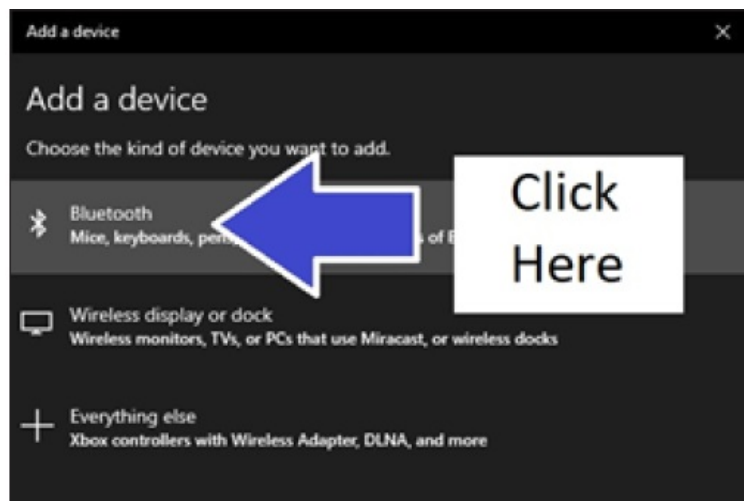 Add a device
Add a device
Choose the kind of device you want to add.
Bluetooth
Mice, keyboards, pens, of
Click
Here
Wireless display or dock
Wireless monitors, TVs, or PCs that use Miracast, or wireless docks
Everything else
Xbox controllers with Wireless Adapter, DLNA, and more